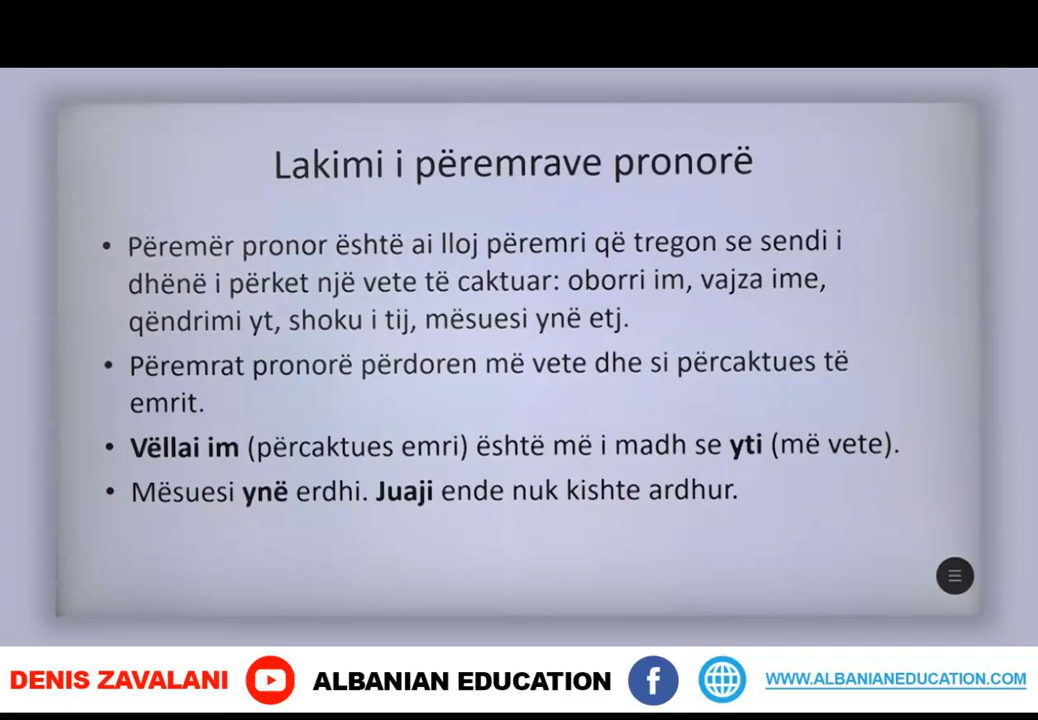 Lakimi i përemrave pronorë
• Përemër pronor është ai lloj përemri që tregon se sendi i
dhënë i përket një vete të caktuar: oborri im, vajza ime,
qëndrimi yt, shoku i tij, mësuesi ynë etj.
• Përemrat pronorë përdoren më vete dhe si përcaktues të
emrit.
• Vëllai im (përcaktues emri) është më i madh se yti (më vete).
• Mësuesi ynë erdhi. Juaji ende nuk kishte ardhur.
DENIS ZAVALANI ALBANIAN EDUCATION f WWW.ALBANIANEDUCATION.COM